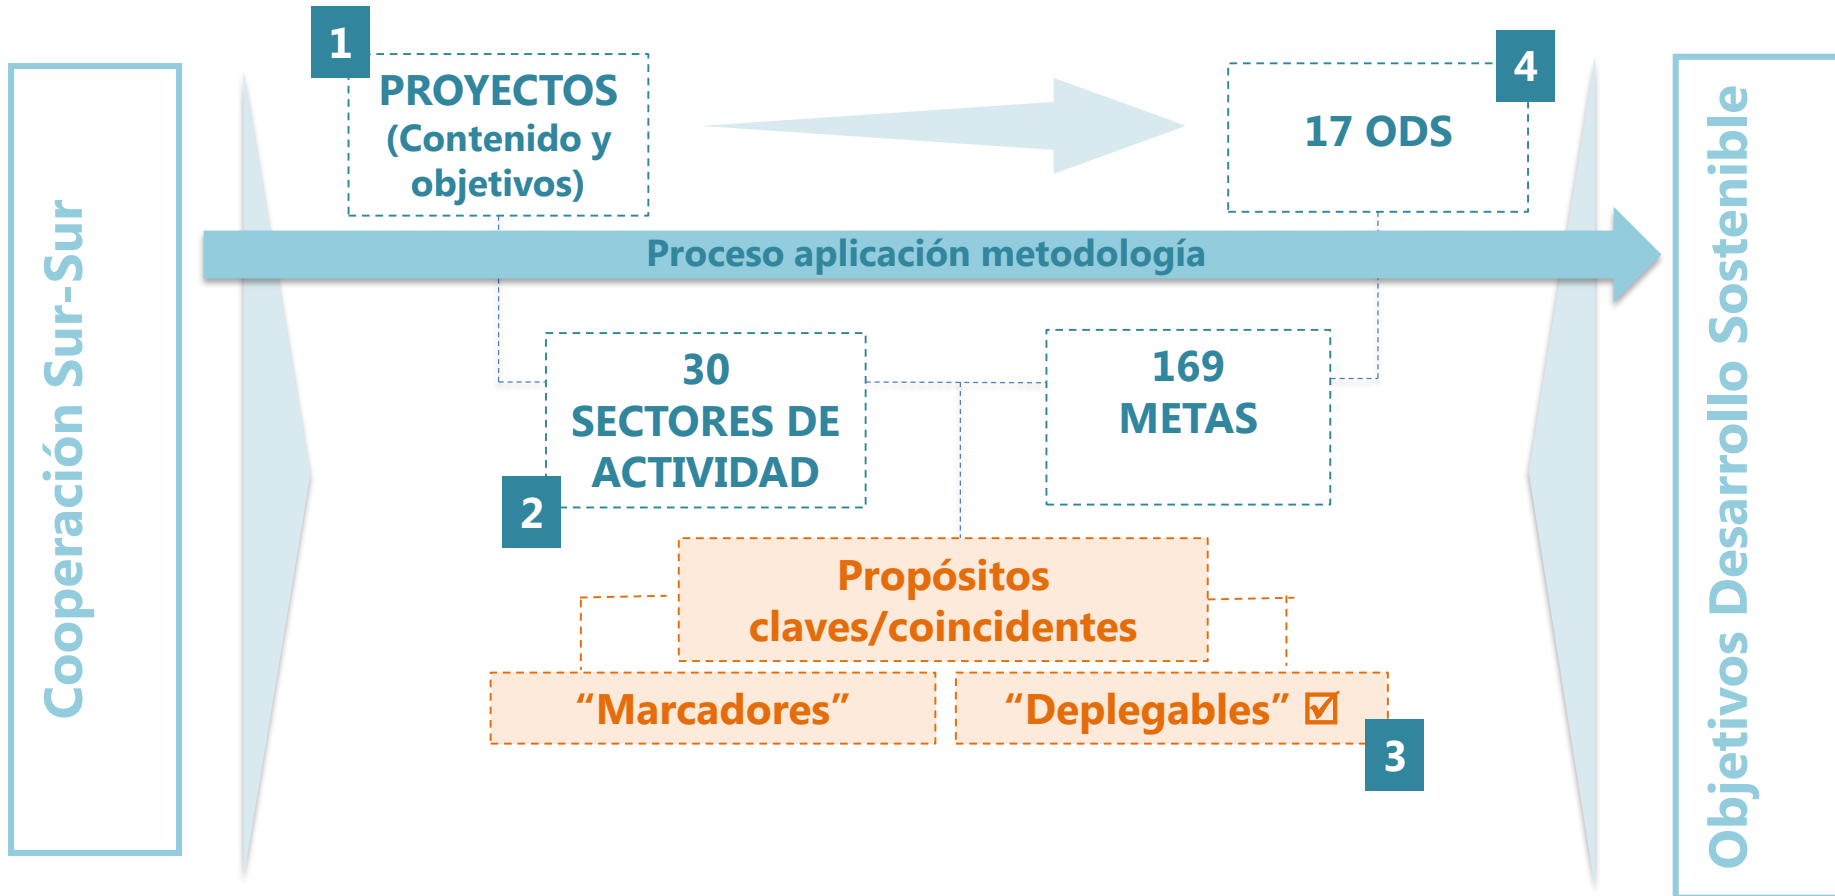 Cooperación Sur-Sur
1
PROYECTOS
(Contenido y
objetivos)
4
17 ODS
Proceso aplicación metodología
30
SECTORES DE
ACTIVIDAD
2
169
METAS
Propósitos
claves/coincidentes
“Marcadores”
“Deplegables” ☑
3
Objetivos Desarrollo Sostenible